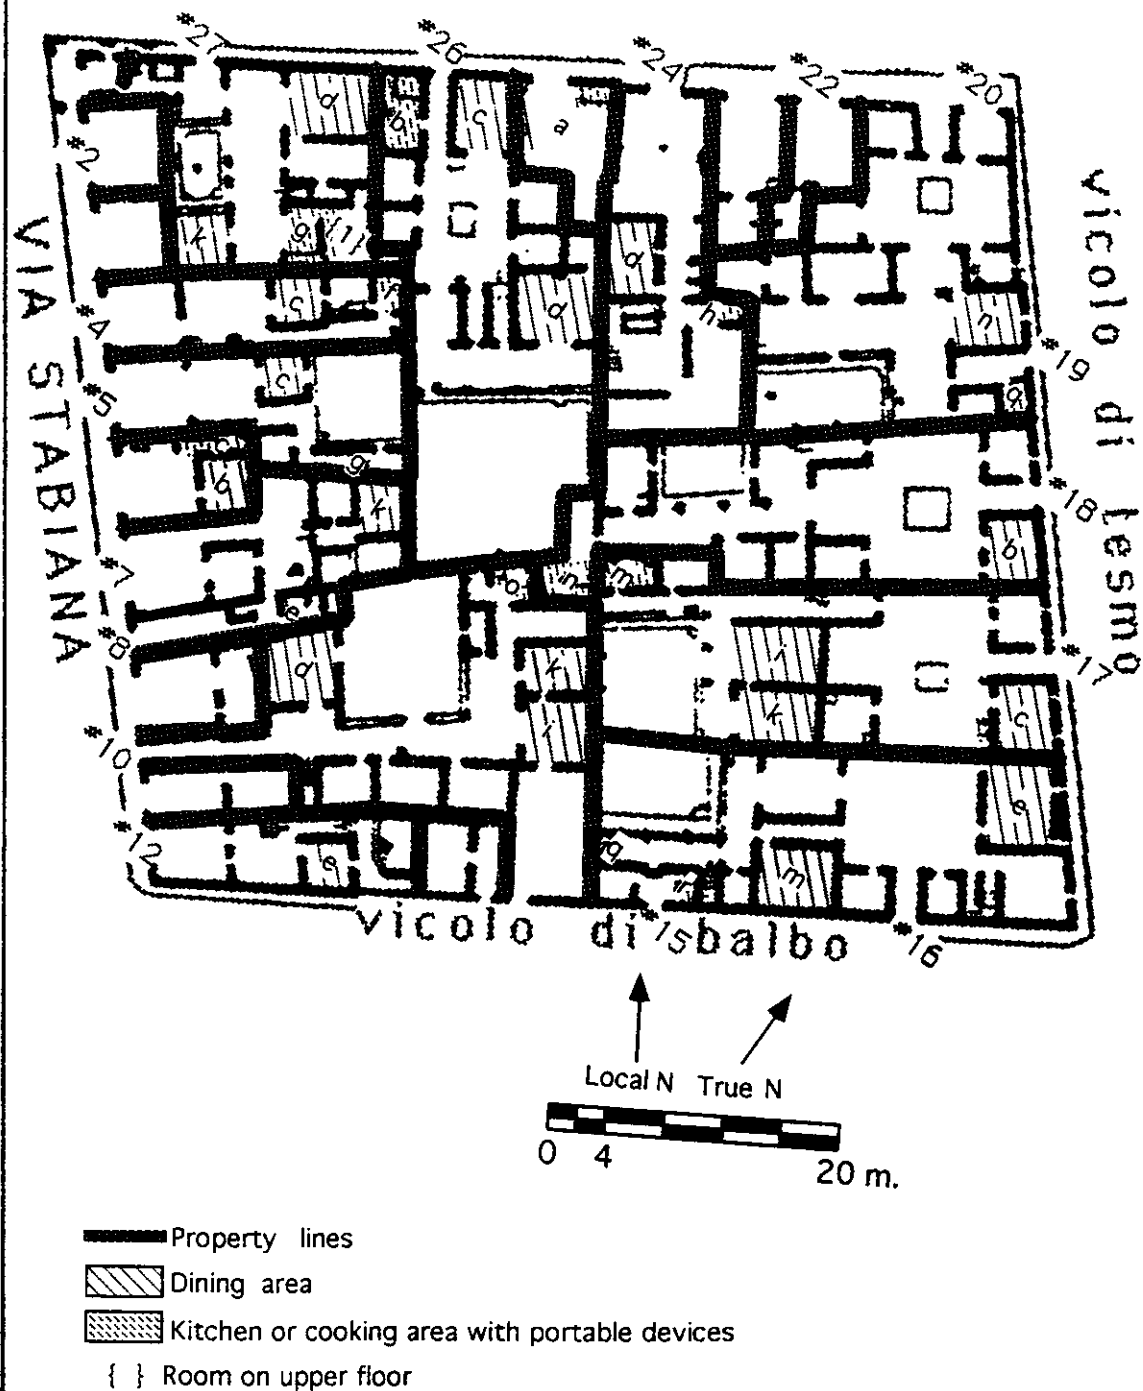 *27 *26 *24 *22 *20
d b c a
*2
k g {1} d d
*4 c f h n
*19
*5 c q
c g
b k
*18
b
*7 o n m
e
*8 d k i
*17
k c
*10 i
e
*12 e q
m r
*15 *16
VIA STABIANA
vicolo di tesmo
vicolo di balbo
Local N True N
0 4 20 m.
Property lines
Dining area
Kitchen or cooking area with portable devices
{ } Room on upper floor